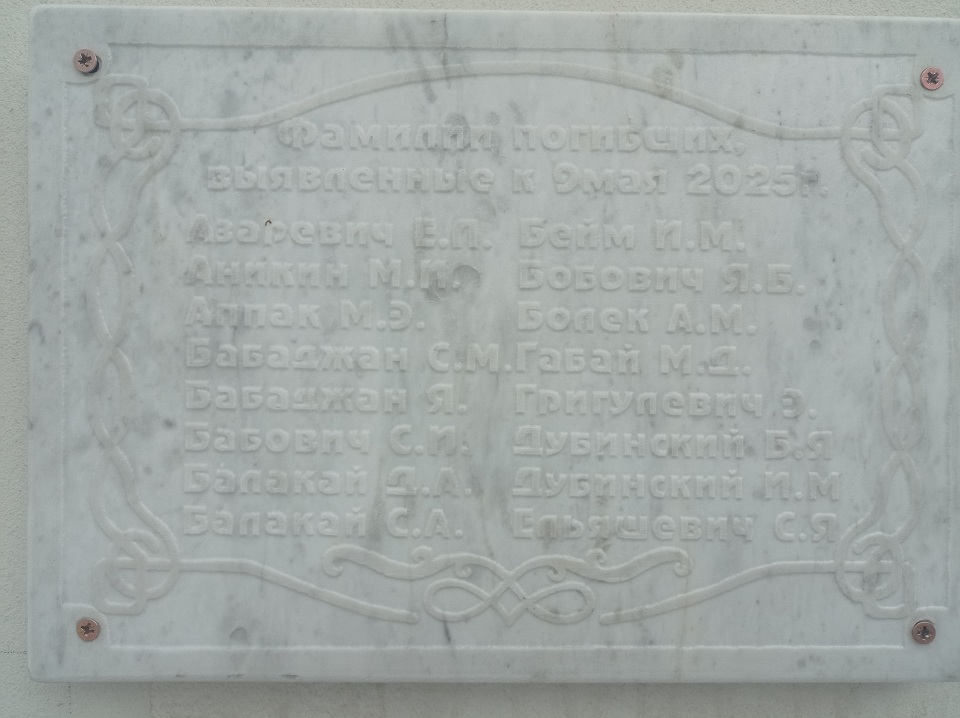 Фамилии погибших,
выявленные к 9мая 2025г.
Азаревич Е.П.
Аникин М.И.
Аппак М.Э.
Бабаджан С.М.
Бабаджан Я.
Бабович С.И.
Балакай Д.А.
Балакай С.А.
Бейм И.М.
Бобович Я.Б.
Болек А.М.
Габай М.Д.
Григулевич Э.
Дубинский Б.Я
Дубинский И.М
Ельяшевич С.Я